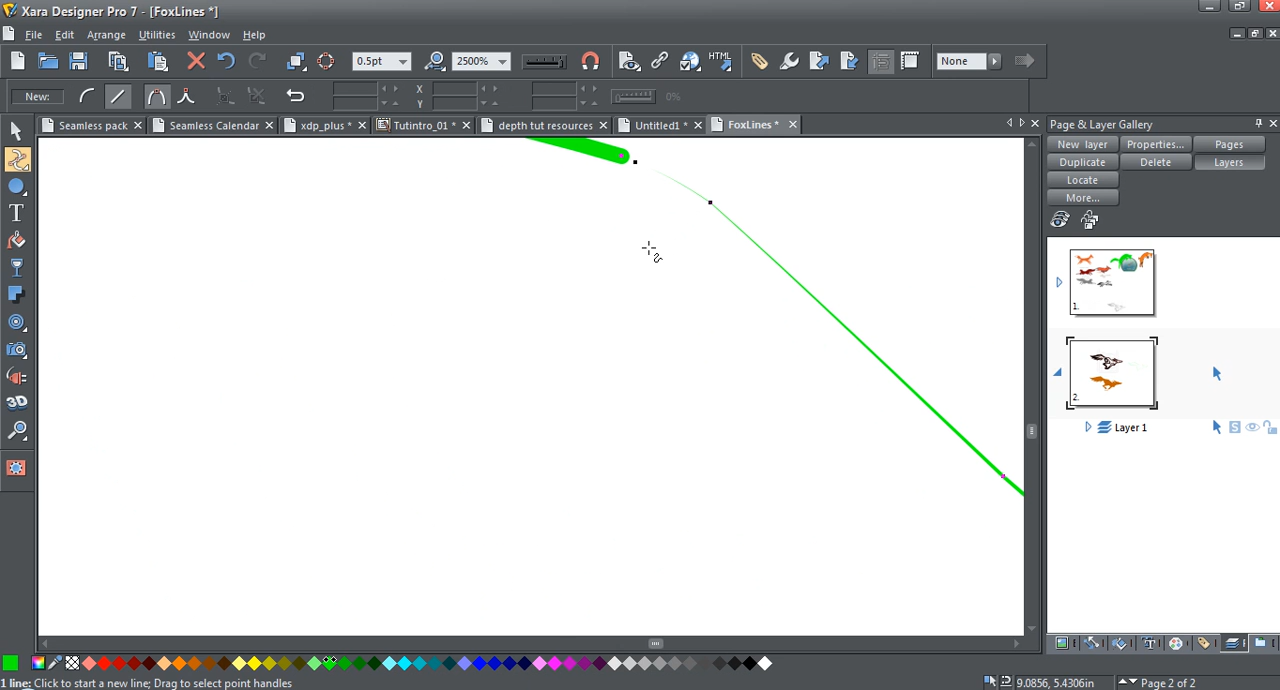 Xara Designer Pro 7 - [FoxLines *]
File Edit Arrange Utilities Window Help
0.5pt 2500% HTML None
New: X 0%
Y
Seamless pack Seamless Calendar xdp_plus * Tutintro_01 * depth tut resources Untitled1 * FoxLines * Page & Layer Gallery
New layer Properties... Pages
Duplicate Delete Layers
Locate
More...
1.
2.
Layer 1 S
T
3D
1 line: Click to start a new line; Drag to select point handles 9.0856, 5.4306in Page 2 of 2